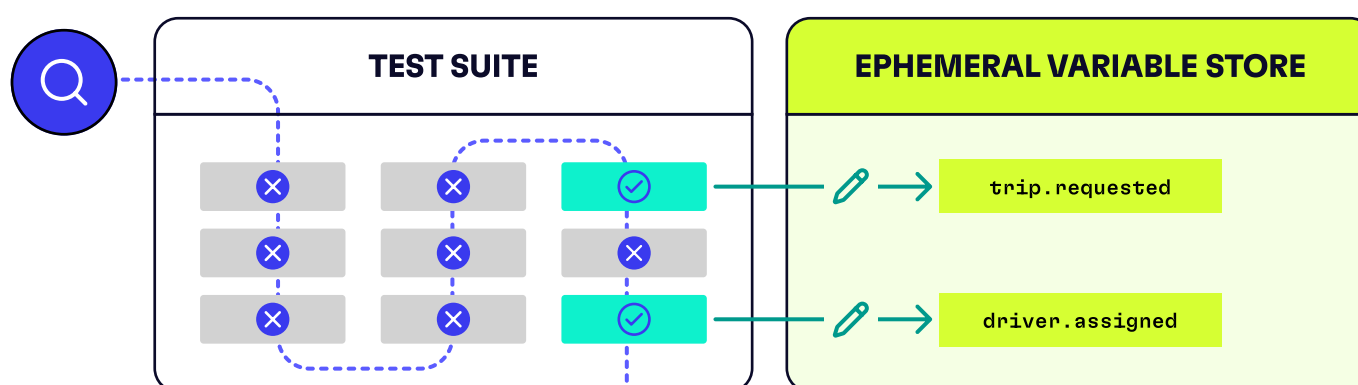 TEST SUITE
EPHEMERAL VARIABLE STORE
trip.requested
driver.assigned